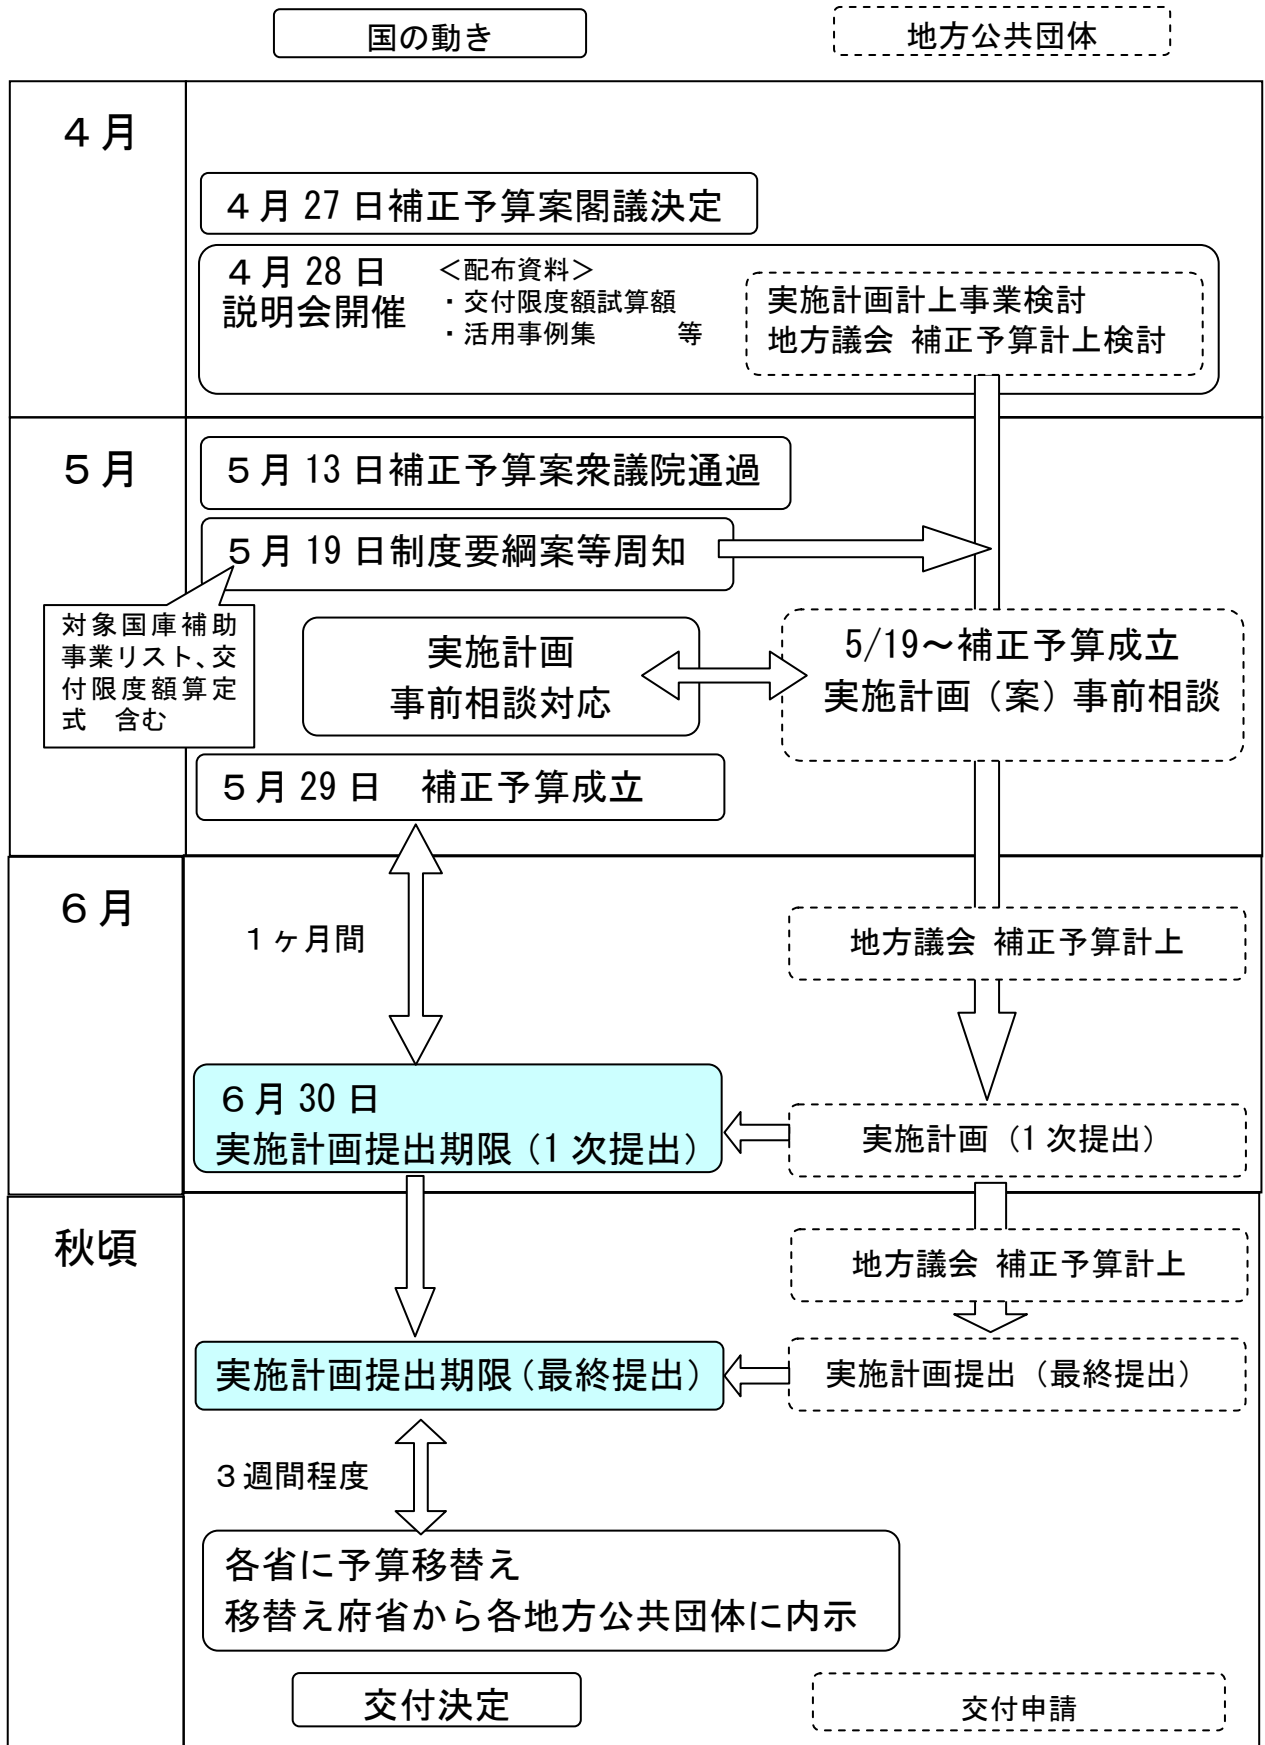 国の動き
地方公共団体
４月
４月 27 日補正予算案閣議決定
４月 28 日
説明会開催
＜配布資料＞
・交付限度額試算額
・活用事例集　　　等
実施計画計上事業検討
地方議会 補正予算計上検討
５月
５月 13 日補正予算案衆議院通過
５月 19 日制度要綱案等周知
対象国庫補助
事業リスト、交
付限度額算定
式　含む
実施計画
事前相談対応
5/19～補正予算成立
実施計画（案）事前相談
５月 29 日　補正予算成立
６月
１ヶ月間
地方議会 補正予算計上
６月 30 日
実施計画提出期限（1 次提出）
実施計画（1 次提出）
秋頃
地方議会 補正予算計上
実施計画提出期限（最終提出）
実施計画提出（最終提出）
３週間程度
各省に予算移替え
移替え府省から各地方公共団体に内示
交付決定
交付申請